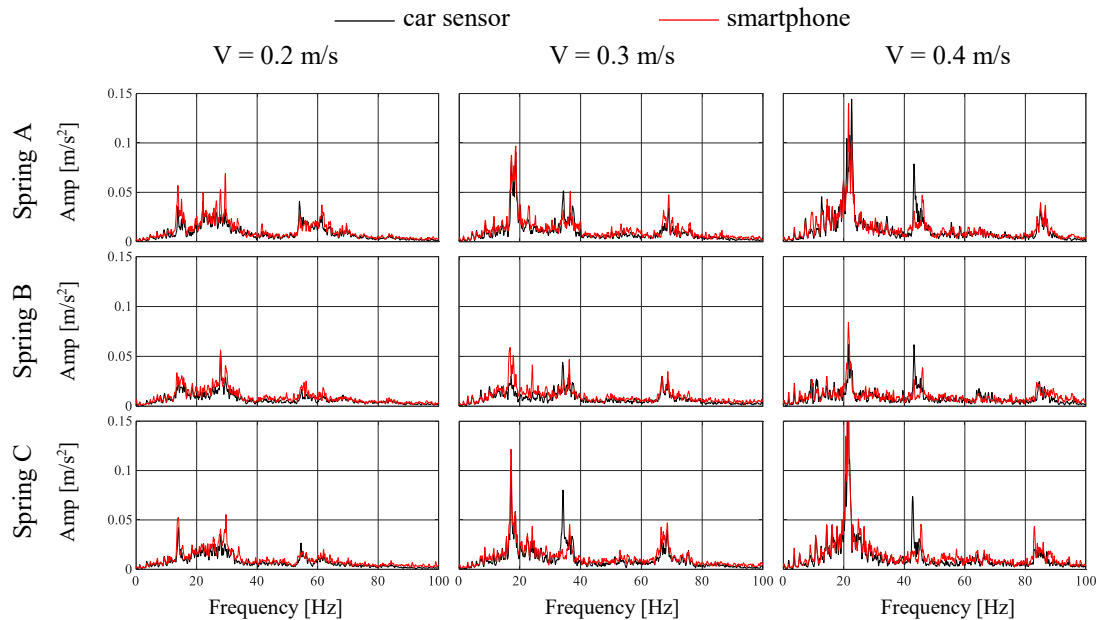 car sensor smartphone
V = 0.2 m/s V = 0.3 m/s V = 0.4 m/s
Spring A
Amp [m/s²]
0.15
0.1
0.05
0
Spring B
Amp [m/s²]
0.15
0.1
0.05
0
Spring C
Amp [m/s²]
0.15
0.1
0.05
0
0 20 40 60 80 100 0 20 40 60 80 100 0 20 40 60 80 100
Frequency [Hz] Frequency [Hz] Frequency [Hz]